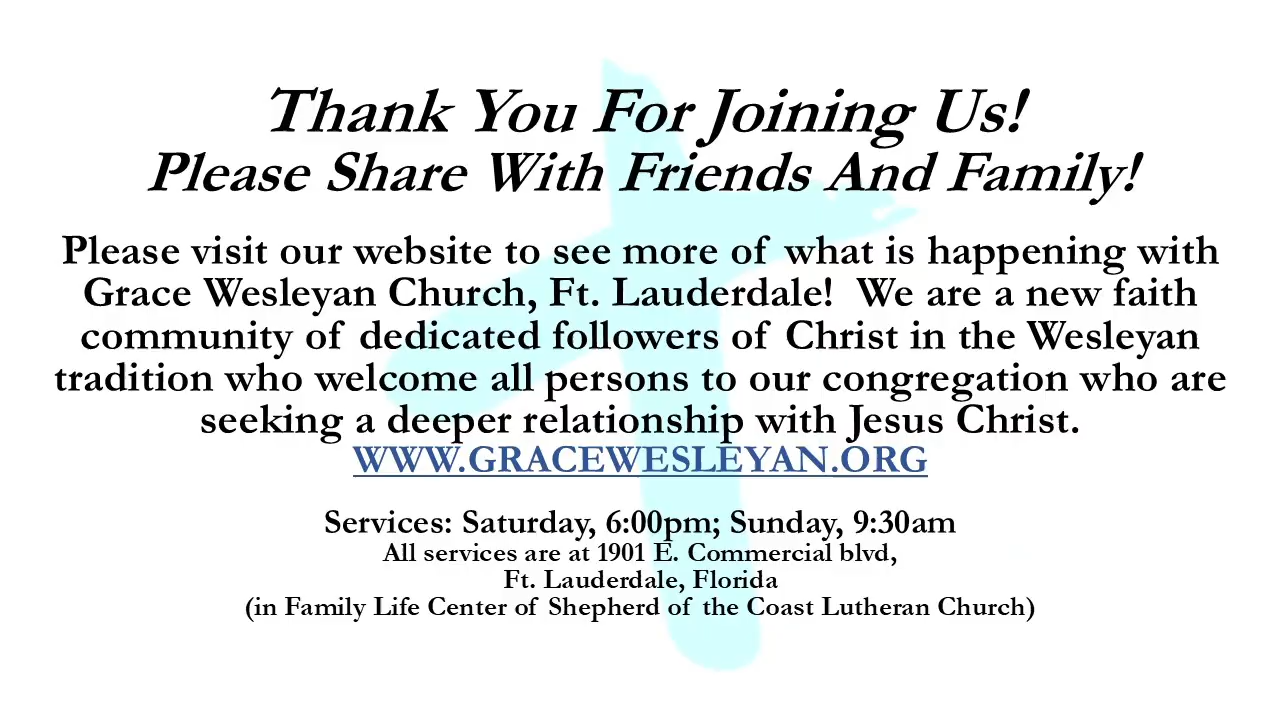 Thank You For Joining Us!
Please Share With Friends And Family!
Please visit our website to see more of what is happening with
Grace Wesleyan Church, Ft. Lauderdale!  We are a new faith
community of dedicated followers of Christ in the Wesleyan
tradition who welcome all persons to our congregation who are
seeking a deeper relationship with Jesus Christ.
WWW.GRACEWESLEYAN.ORG
Services: Saturday, 6:00pm; Sunday, 9:30am
All services are at 1901 E. Commercial blvd,
Ft. Lauderdale, Florida
(in Family Life Center of Shepherd of the Coast Lutheran Church)